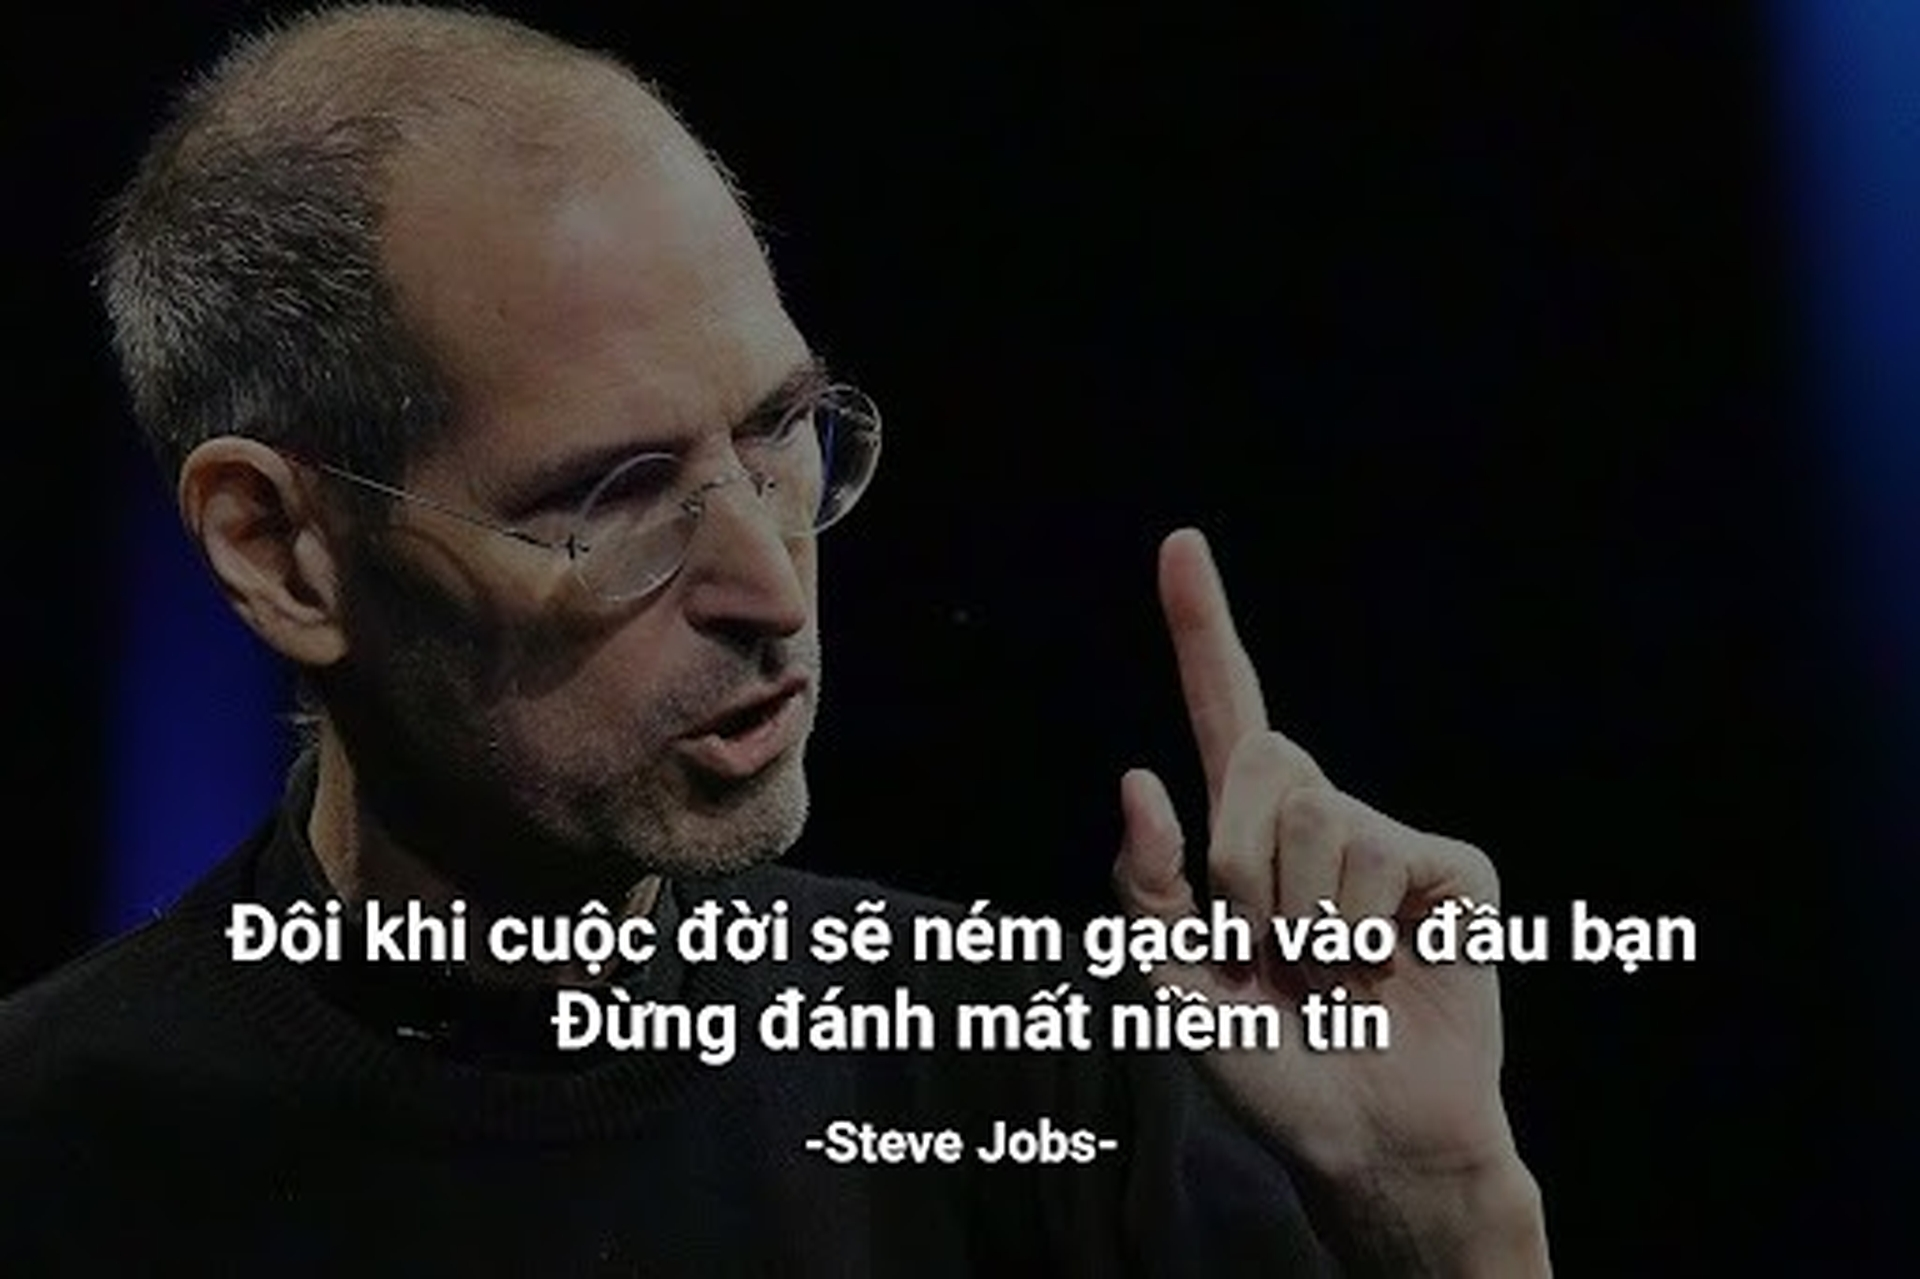 Đôi khi cuộc đời sẽ ném gạch vào đầu bạn
Đừng đánh mất niềm tin
-Steve Jobs-